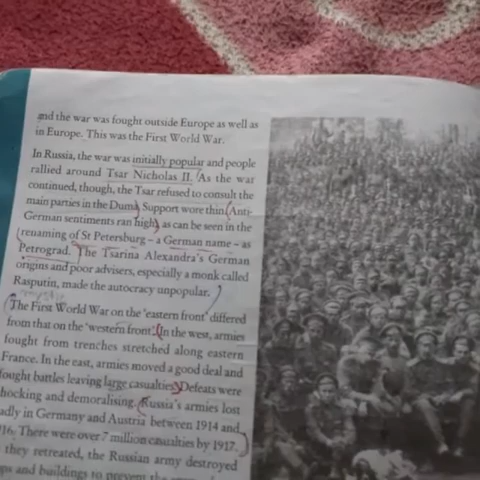 and the war was fought outside Europe as well as
in Europe. This was the First World War.
In Russia, the war was initially popular and people
rallied around Tsar Nicholas II. As the war
continued, though, the Tsar refused to consult the
main parties in the Duma. Support wore thin. Anti-
German sentiments ran high, as can be seen in the
renaming of St Petersburg – a German name – as
Petrograd. The Tsarina Alexandra's German
origins and poor advisers, especially a monk called
Rasputin, made the autocracy unpopular.
The First World War on the 'eastern front' differed
from that on the 'western front'. In the west, armies
fought from trenches stretched along eastern
France. In the east, armies moved a good deal and
fought battles leaving large casualties. Defeats were
hocking and demoralising. Russia's armies lost
adly in Germany and Austria between 1914 and
16. There were over 7 million casualties by 1917.
they retreated, the Russian army destroyed
ps and buildings to prevent the